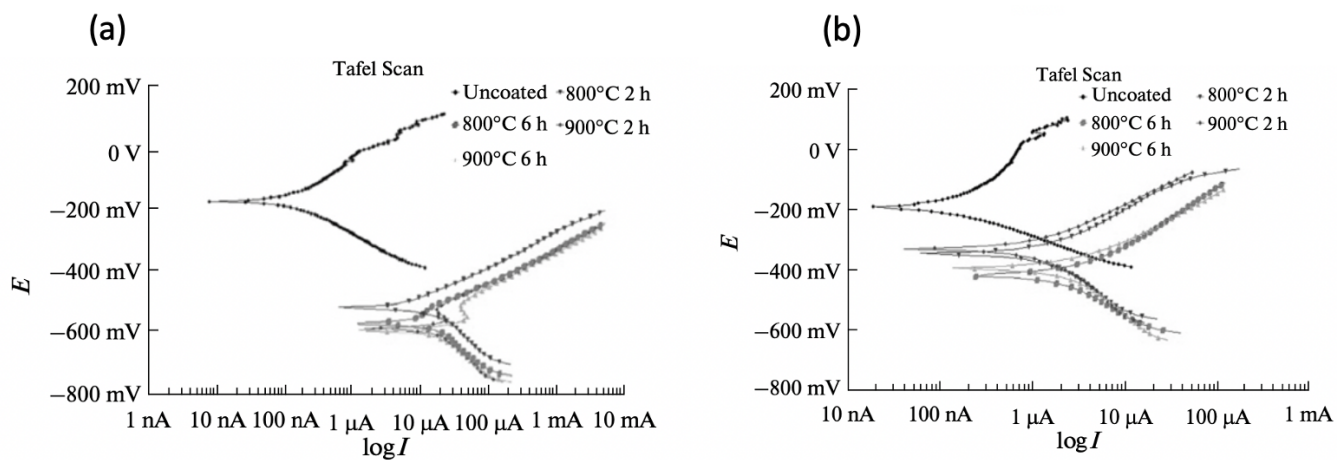 (a)
Tafel Scan
200 mV
0 V
−200 mV
−400 mV
−600 mV
−800 mV
E
Uncoated
800°C 2 h
800°C 6 h
900°C 2 h
900°C 6 h
1 nA
10 nA
100 nA
1 μA
10 μA
100 μA
1 mA
10 mA
log I
(b)
Tafel Scan
200 mV
0 V
−200 mV
−400 mV
−600 mV
−800 mV
E
Uncoated
800°C 2 h
800°C 6 h
900°C 2 h
900°C 6 h
10 nA
100 nA
1 μA
10 μA
100 μA
1 mA
log I